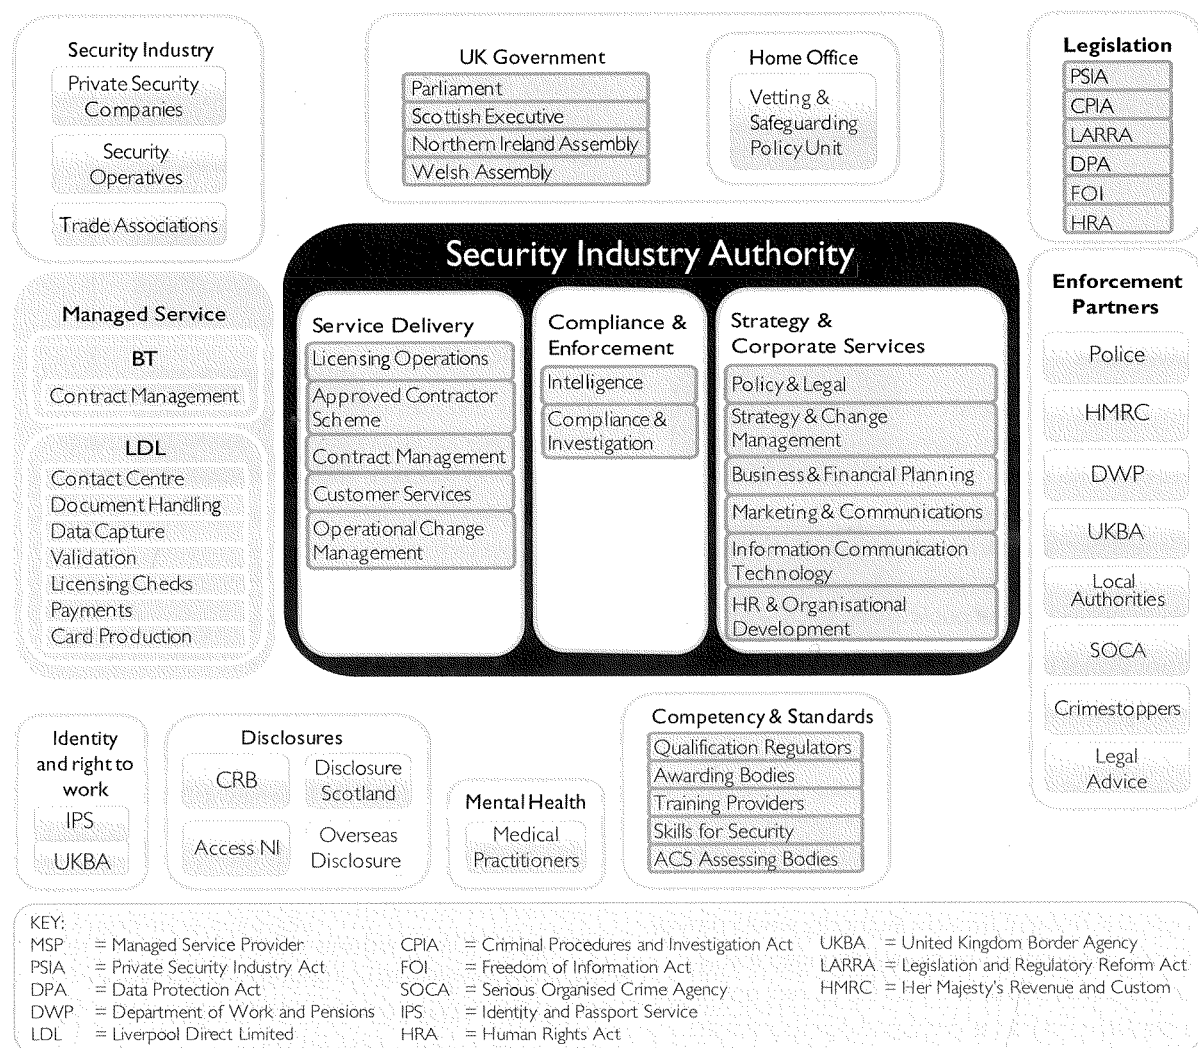 Security Industry
Private Security
Companies
Security
Operatives
Trade Associations
UK Government
Parliament
Scottish Executive
Northern Ireland Assembly
Welsh Assembly
Home Office
Vetting &
Safeguarding
Policy Unit
Legislation
PSIA
CPIA
LARRA
DPA
FOI
HRA
Security Industry Authority
Managed Service
BT
Contract Management
LDL
Contact Centre
Document Handling
Data Capture
Validation
Licensing Checks
Payments
Card Production
Service Delivery
Licensing Operations
Approved Contractor
Scheme
Contract Management
Customer Services
Operational Change
Management
Compliance &
Enforcement
Intelligence
Compliance &
Investigation
Strategy &
Corporate Services
Policy & Legal
Strategy & Change
Management
Business & Financial Planning
Marketing & Communications
Information Communication
Technology
HR & Organisational
Development
Enforcement
Partners
Police
HMRC
DWP
UKBA
Local
Authorities
SOCA
Crimestoppers
Legal
Advice
Identity
and right to
work
IPS
UKBA
Disclosures
CRB
Disclosure
Scotland
Access NI
Overseas
Disclosure
Mental Health
Medical
Practitioners
Competency & Standards
Qualification Regulators
Awarding Bodies
Training Providers
Skills for Security
ACS Assessing Bodies
KEY:
MSP = Managed Service Provider
PSIA = Private Security Industry Act
DPA = Data Protection Act
DWP = Department of Work and Pensions
LDL = Liverpool Direct Limited
CPIA = Criminal Procedures and Investigation Act
FOI = Freedom of Information Act
SOCA = Serious Organised Crime Agency
IPS = Identity and Passport Service
HRA = Human Rights Act
UKBA = United Kingdom Border Agency
LARRA = Legislation and Regulatory Reform Act
HMRC = Her Majesty's Revenue and Custom